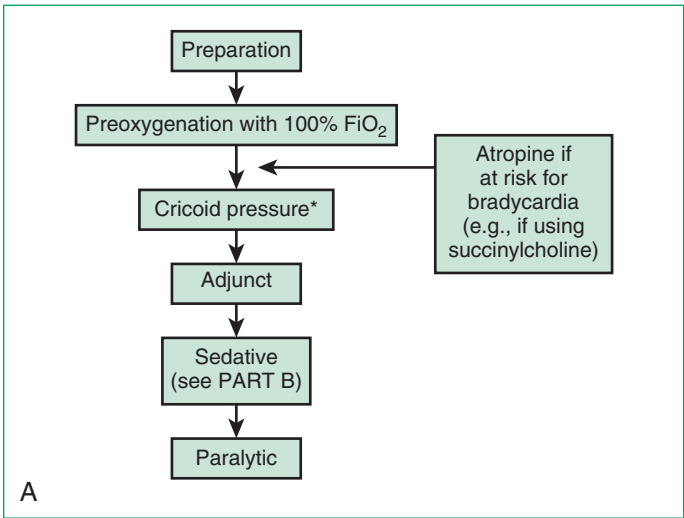 Preparation
Preoxygenation with 100% FiO₂
Atropine if
at risk for
bradycardia
(e.g., if using
succinylcholine)
Cricoid pressure*
Adjunct
Sedative
(see PART B)
Paralytic
A